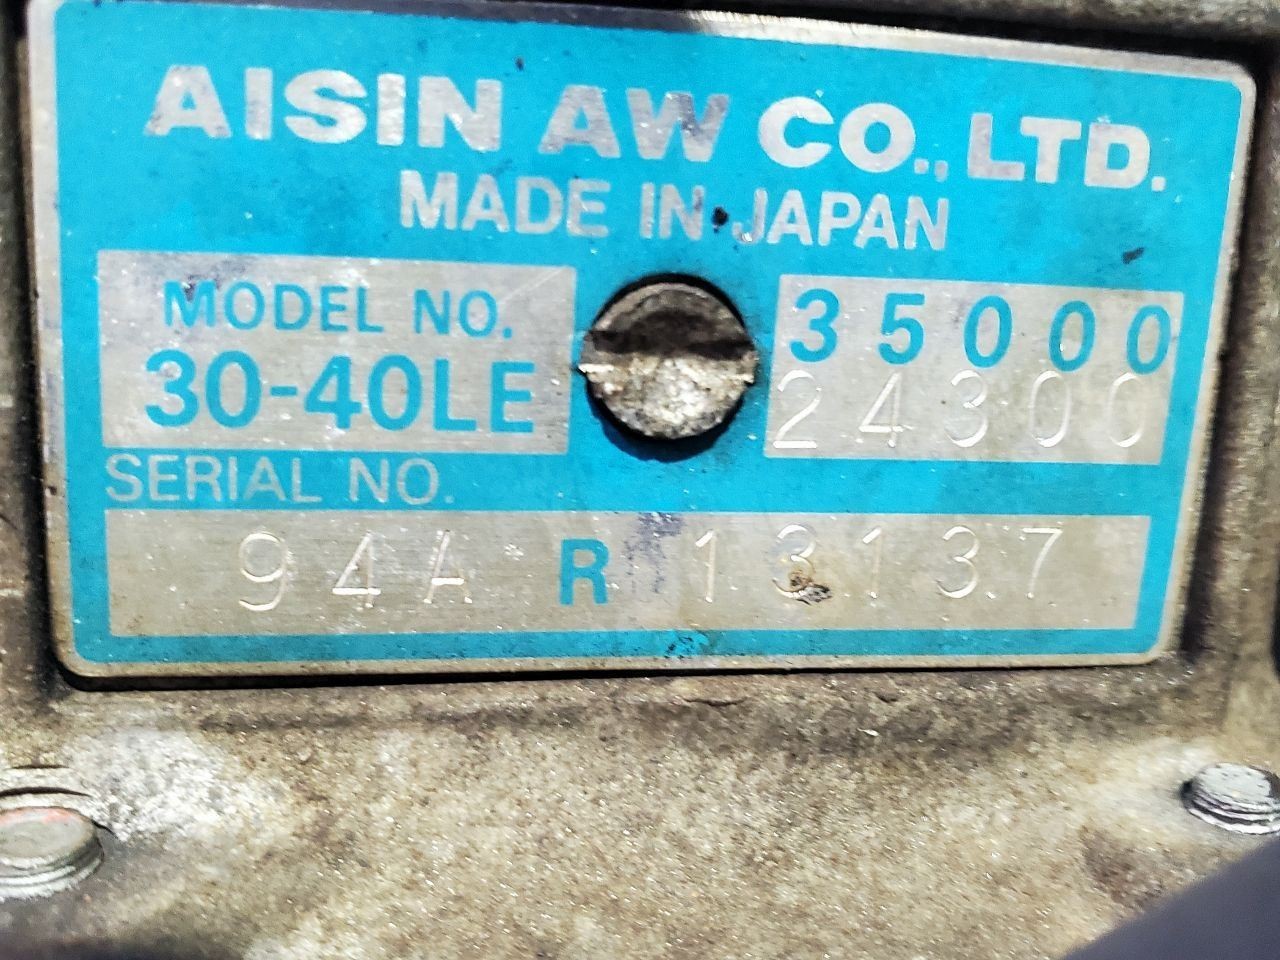 AISIN AW CO., LTD.
MADE IN JAPAN
MODEL NO.
30-40LE
35000
24300
SERIAL NO.
94A R 13137